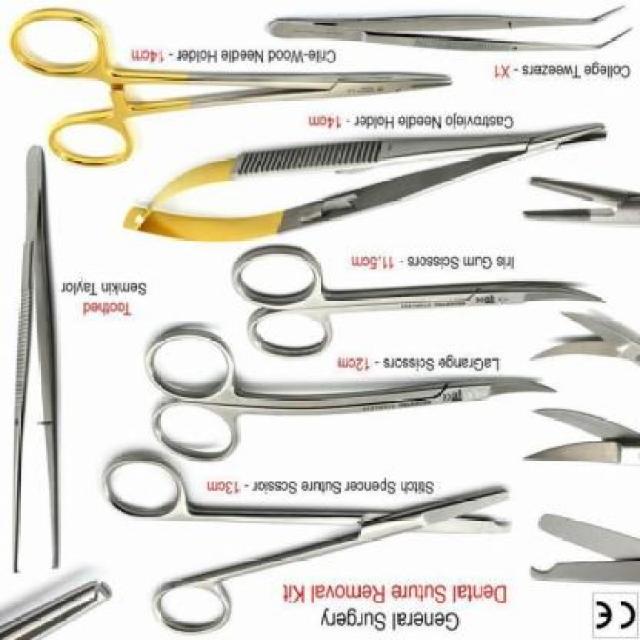 CE
General Surgery
Dental Suture Removal Kit
Stitch Spencer Suture Scssior - 13cm
LaGrange Scissors - 12cm
Toothed
Semkin Taylor
Iris Gum Scissors - 11.5cm
Castroviejo Needle Holder - 14cm
College Tweezers - X1
Crile-Wood Needle Holder - 14cm